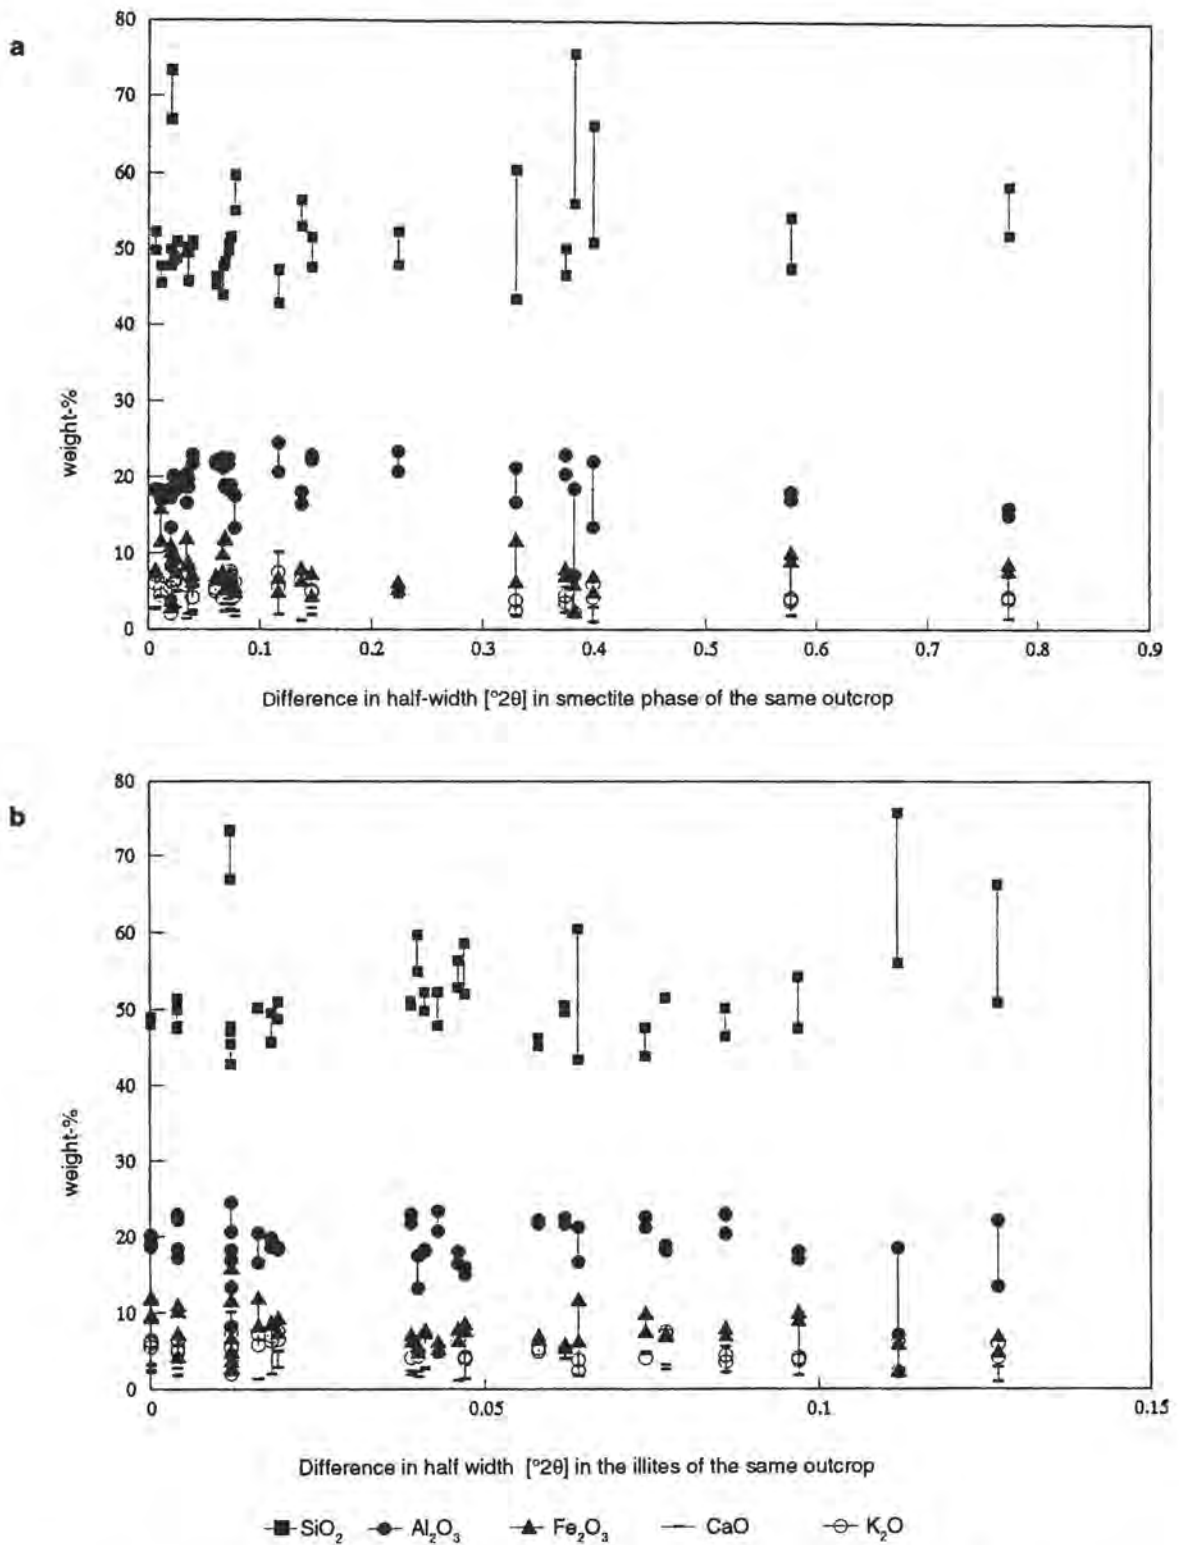 a
80
70
60
50
40
30
20
10
0
weight-%
0 0.1 0.2 0.3 0.4 0.5 0.6 0.7 0.8 0.9
Difference in half-width [°2θ] in smectite phase of the same outcrop
b
80
70
60
50
40
30
20
10
0
weight-%
0 0.05 0.1 0.15
Difference in half width [°2θ] in the illites of the same outcrop
SiO₂ Al₂O₃ Fe₂O₃ CaO K₂O